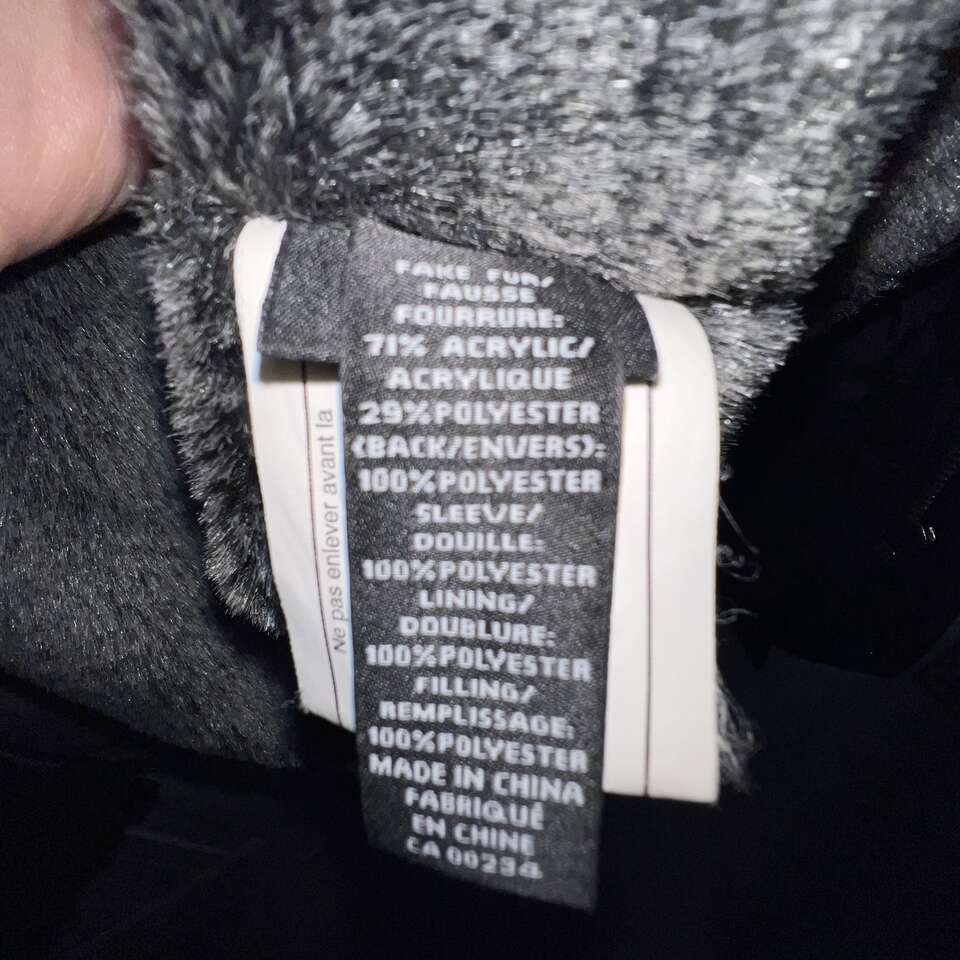 FAKE FUR/
FAUSSE
FOURRURE:
71% ACRYLIC/
ACRYLIQUE
29%POLYESTER
(BACK/ENVERS):
100%POLYESTER
SLEEVE/
DOUILLE:
100%POLYESTER
LINING/
DOUBLURE:
100%POLYESTER
FILLING/
REMPLISSAGE:
100%POLYESTER
MADE IN CHINA
FABRIQUÉ
EN CHINE
CA 00234
Ne pas enlever avant la